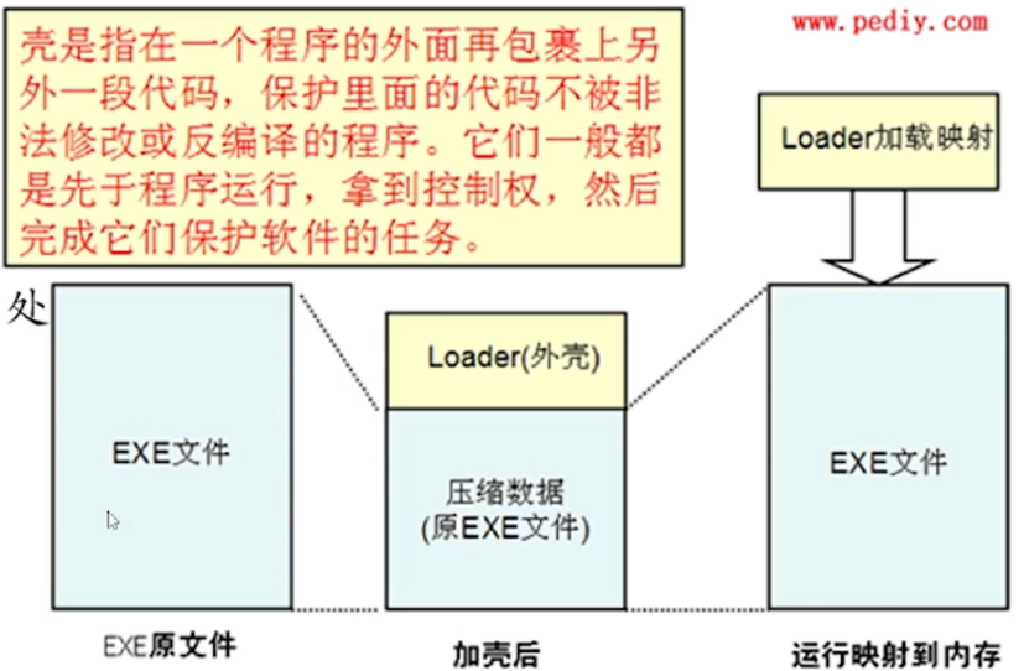 www.pediy.com
壳是指在一个程序的外面再包裹上另
外一段代码，保护里面的代码不被非
法修改或反编译的程序。它们一般都
是先于程序运行，拿到控制权，然后
完成它们保护软件的任务。
Loader加载映射
处
Loader(外壳)
EXE文件
压缩数据
(原EXE文件)
EXE文件
EXE原文件
加壳后
运行映射到内存